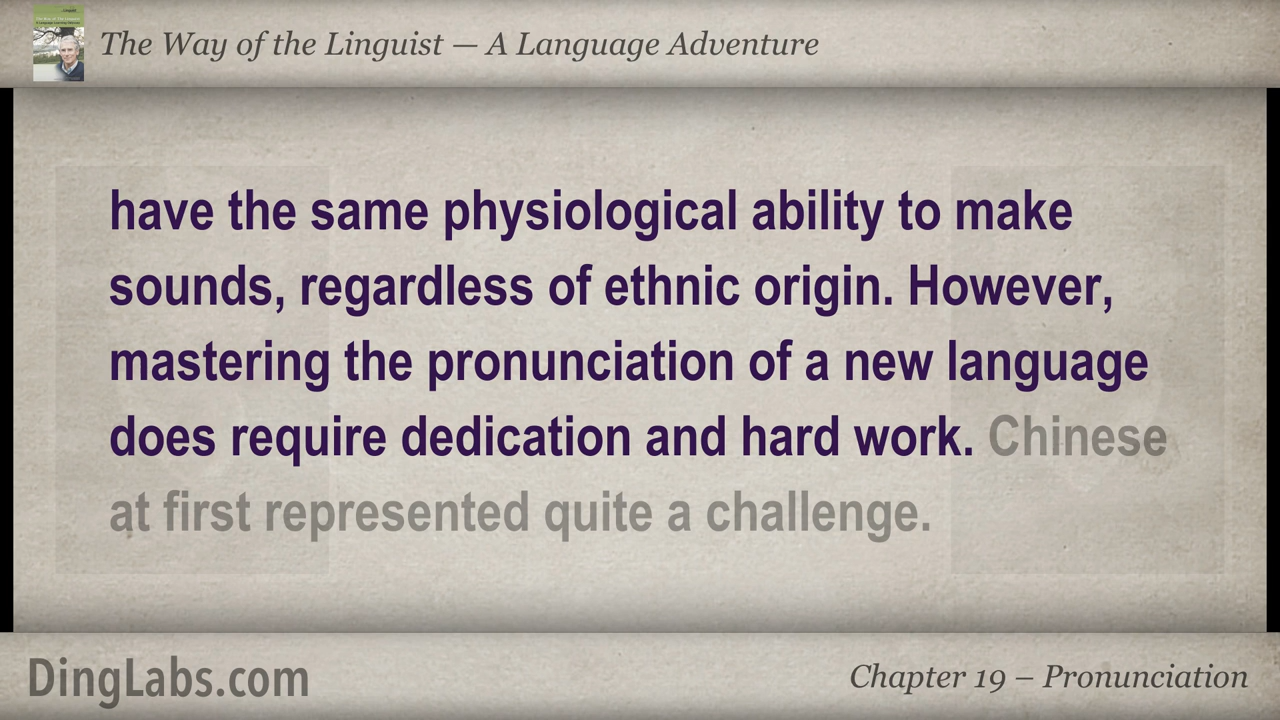 The Way of the Linguist — A Language Adventure
have the same physiological ability to make
sounds, regardless of ethnic origin. However,
mastering the pronunciation of a new language
does require dedication and hard work. Chinese
at first represented quite a challenge.
DingLabs.com
Chapter 19 – Pronunciation